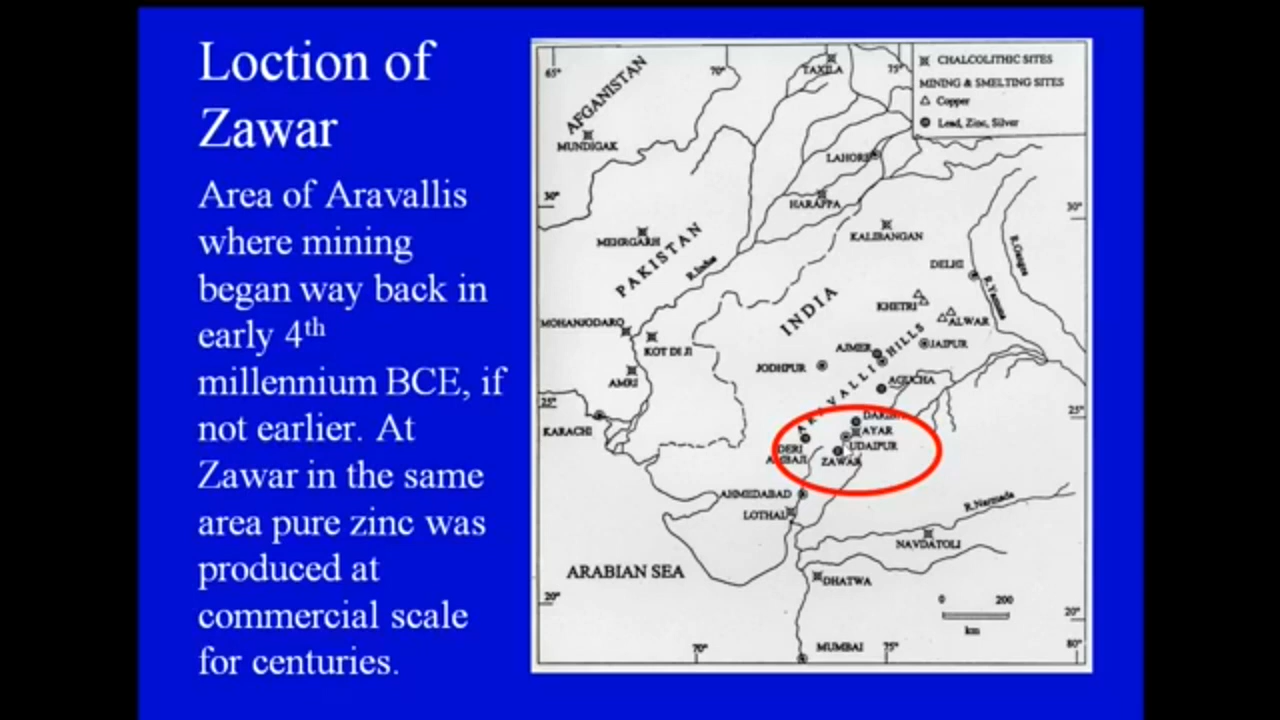 Loction of
Zawar
Area of Aravallis
where mining
began way back in
early 4th
millennium BCE, if
not earlier. At
Zawar in the same
area pure zinc was
produced at
commercial scale
for centuries.
65°
70°
75°
CHALCOLITHIC SITES
MINING & SMELTING SITES
Copper
Lead, Zinc, Silver
TAXILA
AFGANISTAN
MUNDIGAK
LAHORE
HARAPPA
30°
30°
MEHRGARH
PAKISTAN
R.Indus
KALIBANGAN
DELHI
R.Ganga
R.Yamuna
INDIA
KHETRI
ALWAR
MOHANJODARO
KOT DIJI
AJMER
JAIPUR
JODHPUR
ARAVALLI HILLS
AMRI
AGUCHA
25°
25°
KARACHI
AYAR
UDAIPUR
DERI
AMBAJI
ZAWAR
AHMEDABAD
LOTHAL
R.Narmada
NAVDATOLI
ARABIAN SEA
DHATWA
20°
0 200
km
20°
MUMBAI
70°
75°
80°